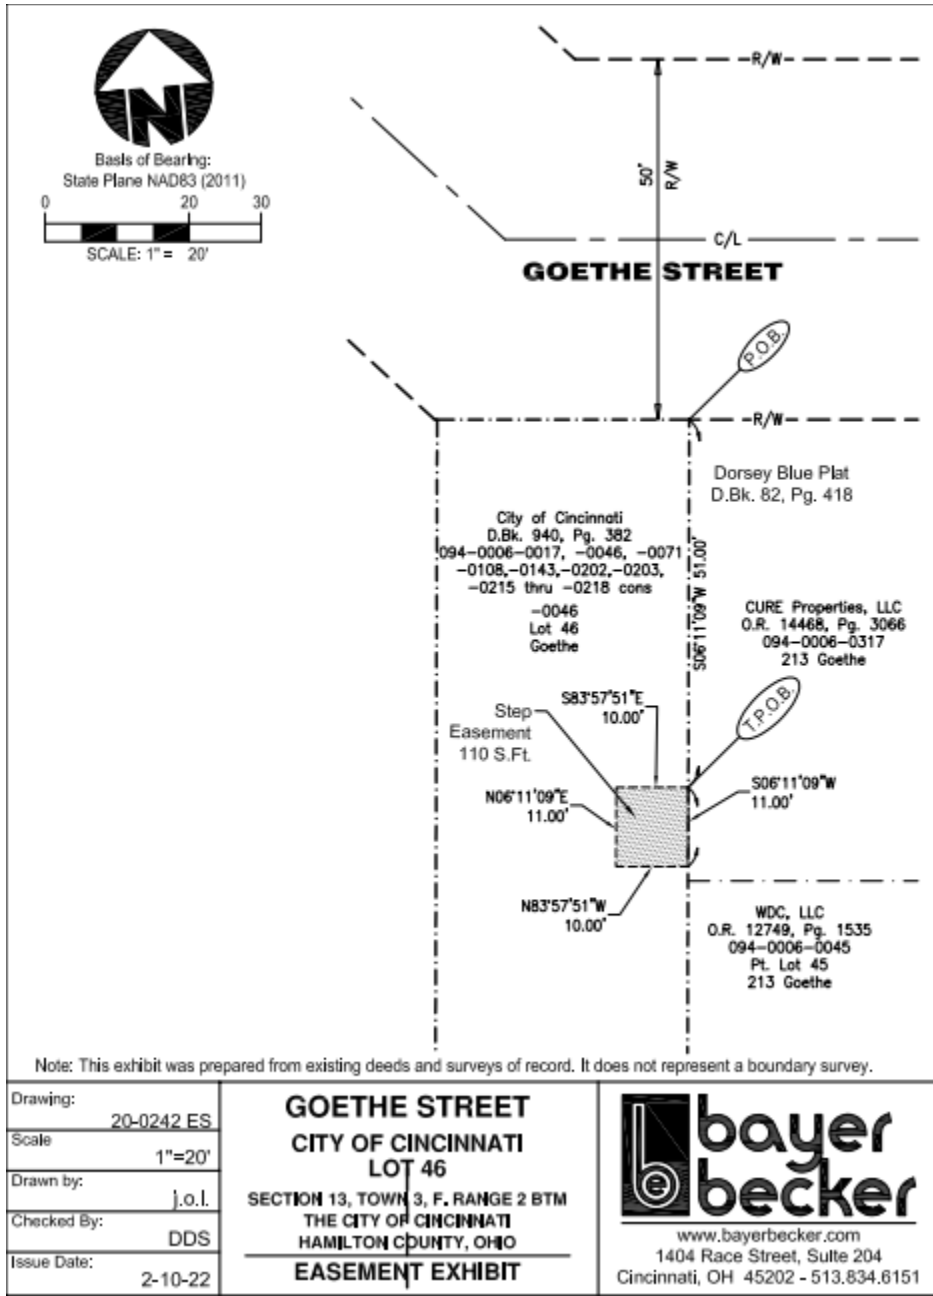 R/W
N
Basis of Bearing:
State Plane NAD83 (2011)
0 20 30
SCALE: 1" = 20'
50'
R/W
C/L
GOETHE STREET
P.O.B.
R/W
Dorsey Blue Plat
D.Bk. 82, Pg. 418
City of Cincinnati
D.Bk. 940, Pg. 382
094-0006-0017, -0046, -0071
-0108,-0143,-0202,-0203,
-0215 thru -0218 cons
-0046
Lot 46
Goethe
S06°11'09"W 51.00'
CURE Properties, LLC
O.R. 14468, Pg. 3066
094-0006-0317
213 Goethe
T.P.O.B.
S83°57'51"E
10.00'
Step
Easement
110 S.Ft.
N06°11'09"E
11.00'
S06°11'09"W
11.00'
N83°57'51"W
10.00'
WDC, LLC
O.R. 12749, Pg. 1535
094-0006-0045
Pt. Lot 45
213 Goethe
Note: This exhibit was prepared from existing deeds and surveys of record. It does not represent a boundary survey.
Drawing:
20-0242 ES
Scale
1"=20'
Drawn by:
j.o.l.
Checked By:
DDS
Issue Date:
2-10-22
GOETHE STREET
CITY OF CINCINNATI
LOT 46
SECTION 13, TOWN 3, F. RANGE 2 BTM
THE CITY OF CINCINNATI
HAMILTON COUNTY, OHIO
EASEMENT EXHIBIT
bayer
becker
www.bayerbecker.com
1404 Race Street, Suite 204
Cincinnati, OH 45202 - 513.834.6151